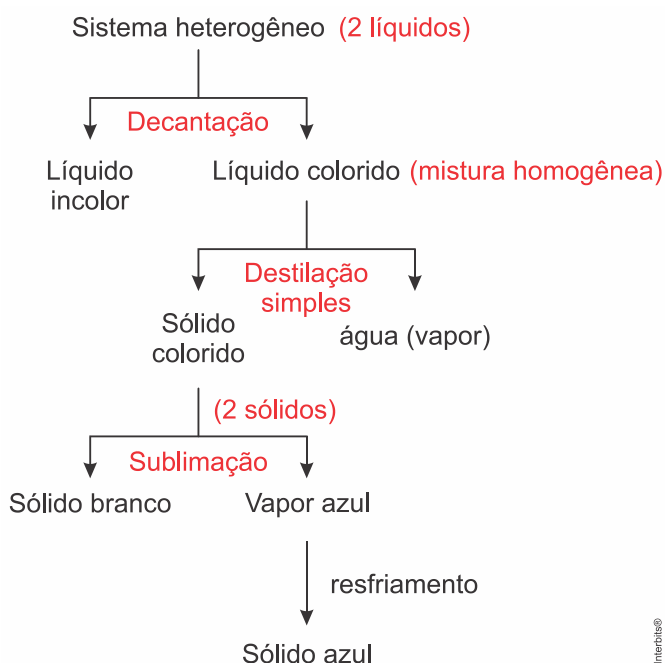 Sistema heterogêneo (2 líquidos)
Decantação
Líquido
incolor
Líquido colorido (mistura homogênea)
Destilação
simples
Sólido
colorido
água (vapor)
(2 sólidos)
Sublimação
Sólido branco
Vapor azul
resfriamento
Sólido azul
Interbits®